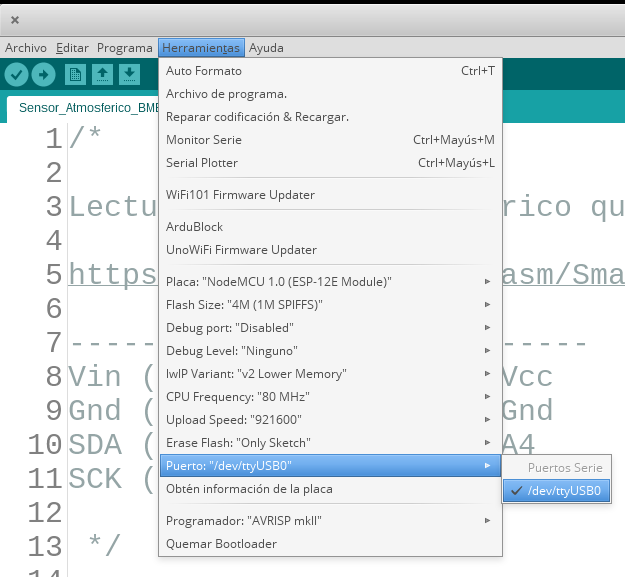 Archivo Editar Programa Herramientas Ayuda
Sensor_Atmosferico_BME
Auto Formato Ctrl+T
Archivo de programa.
Reparar codificación & Recargar.
Monitor Serie Ctrl+Mayús+M
Serial Plotter Ctrl+Mayús+L
WiFi101 Firmware Updater
ArduBlock
UnoWiFi Firmware Updater
Placa: "NodeMCU 1.0 (ESP-12E Module)"
Flash Size: "4M (1M SPIFFS)"
Debug port: "Disabled"
Debug Level: "Ninguno"
lwIP Variant: "v2 Lower Memory"
CPU Frequency: "80 MHz"
Upload Speed: "921600"
Erase Flash: "Only Sketch"
Puerto: "/dev/ttyUSB0"
Puertos Serie
/dev/ttyUSB0
Obtén información de la placa
Programador: "AVRISP mkII"
Quemar Bootloader
1 /*
2
3 Lectu rico qu
4
5 https asm/Sma
6
7 ----- -----
8 Vin ( Vcc
9 Gnd ( Gnd
10 SDA ( A4
11 SCK (
12
13 */
14